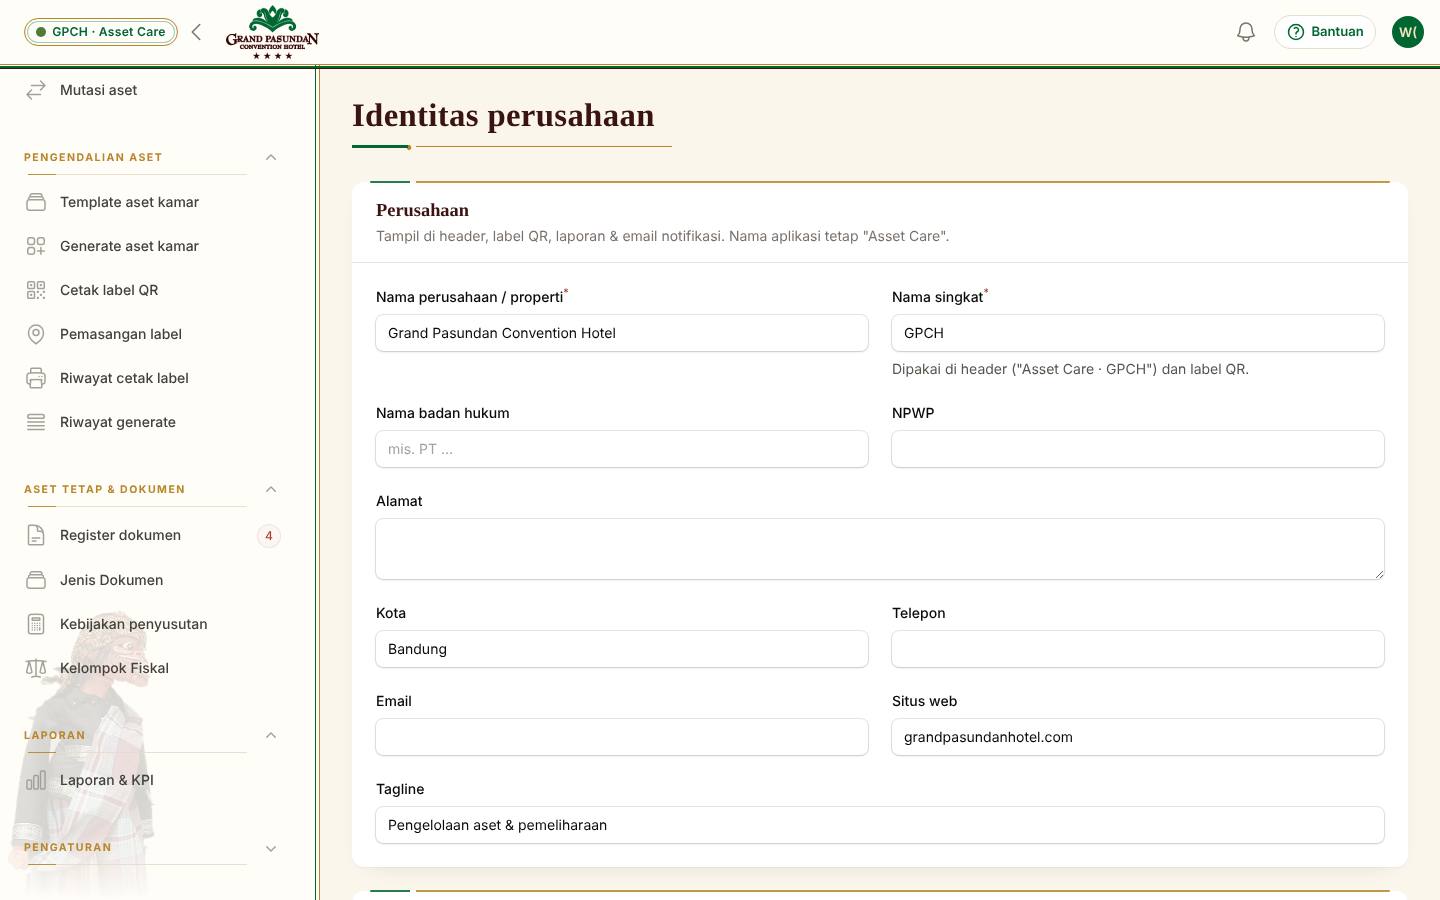 GPCH · Asset Care
GRAND PASUNDAN
CONVENTION HOTEL
Bantuan
W(
Mutasi aset
PENGENDALIAN ASET
Template aset kamar
Generate aset kamar
Cetak label QR
Pemasangan label
Riwayat cetak label
Riwayat generate
ASET TETAP & DOKUMEN
Register dokumen
4
Jenis Dokumen
Kebijakan penyusutan
Kelompok Fiskal
LAPORAN
Laporan & KPI
PENGATURAN
Identitas perusahaan
Perusahaan
Tampil di header, label QR, laporan & email notifikasi. Nama aplikasi tetap "Asset Care".
Nama perusahaan / properti*
Grand Pasundan Convention Hotel
Nama singkat*
GPCH
Dipakai di header ("Asset Care · GPCH") dan label QR.
Nama badan hukum
mis. PT ...
NPWP
Alamat
Kota
Bandung
Telepon
Email
Situs web
grandpasundanhotel.com
Tagline
Pengelolaan aset & pemeliharaan